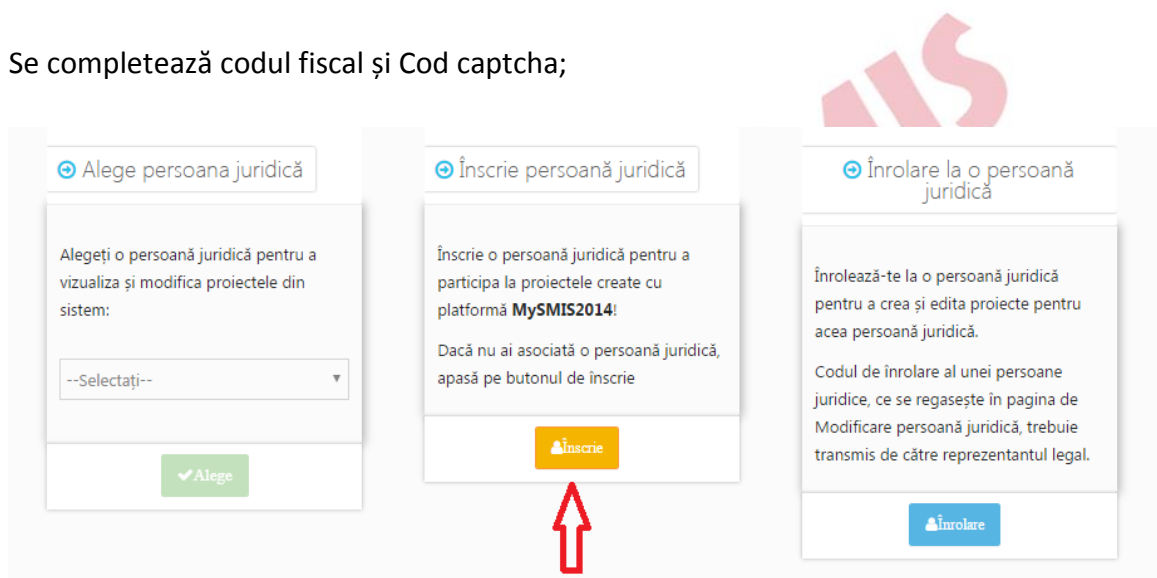 Se completează codul fiscal și Cod captcha;
MIS
Alege persoana juridică
Alegeți o persoană juridică pentru a
vizualiza și modifica proiectele din
sistem:
--Selectați--
Alege
Înscrie persoană juridică
Înscrie o persoană juridică pentru a
participa la proiectele create cu
platformă MySMIS2014!
Dacă nu ai asociată o persoană juridică,
apasă pe butonul de înscrie
Înscrie
Înrolare la o persoană
juridică
Înrolează-te la o persoană juridică
pentru a crea și edita proiecte pentru
acea persoană juridică.
Codul de înrolare al unei persoane
juridice, ce se regasește în pagina de
Modificare persoană juridică, trebuie
transmis de către reprezentantul legal.
Înrolare